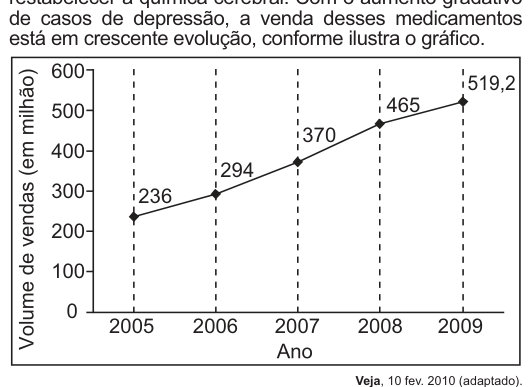 restabelecer a química cerebral. Com o aumento gradativo
de casos de depressão, a venda desses medicamentos
está em crescente evolução, conforme ilustra o gráfico.
Volume de vendas (em milhão)
600
500
400
300
200
100
0
236
294
370
465
519,2
2005 2006 2007 2008 2009
Ano
Veja, 10 fev. 2010 (adaptado).